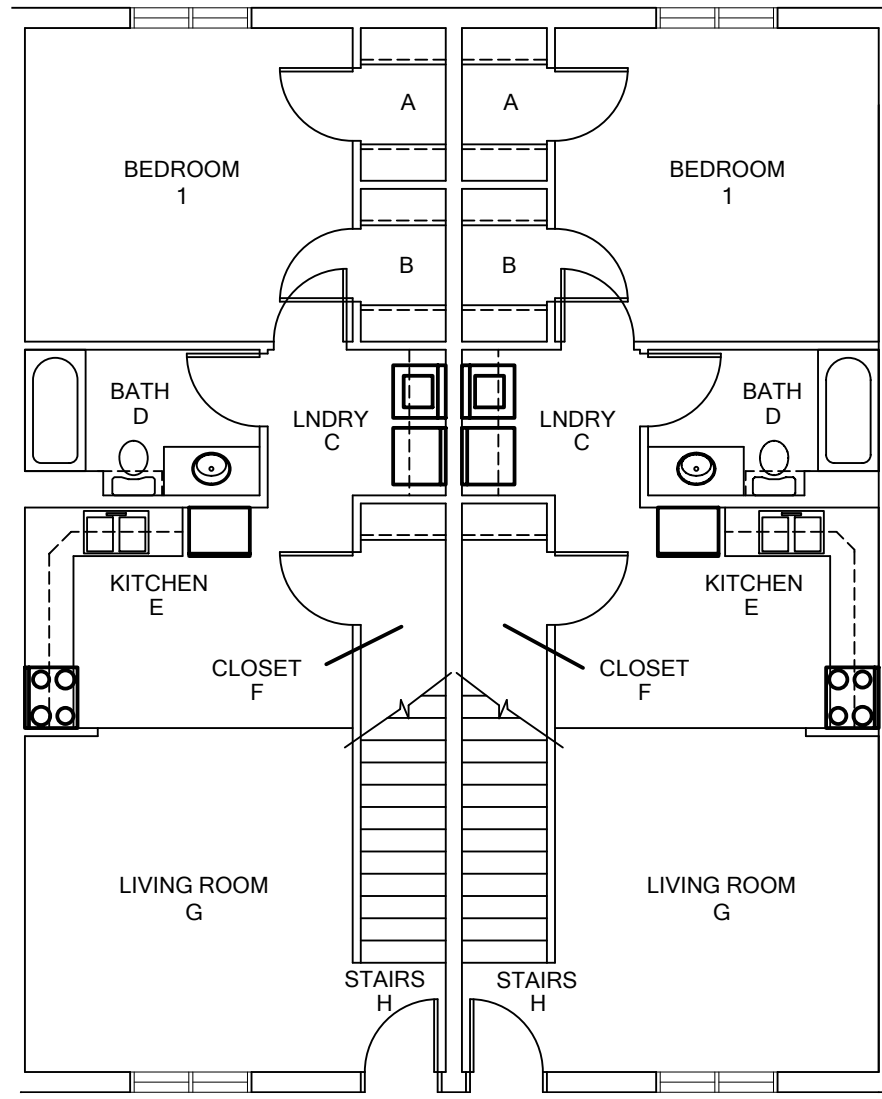 A A
BEDROOM BEDROOM
1 1
B B
BATH BATH
D D
LNDRY LNDRY
C C
KITCHEN KITCHEN
E E
CLOSET CLOSET
F F
LIVING ROOM LIVING ROOM
G G
STAIRS STAIRS
H H